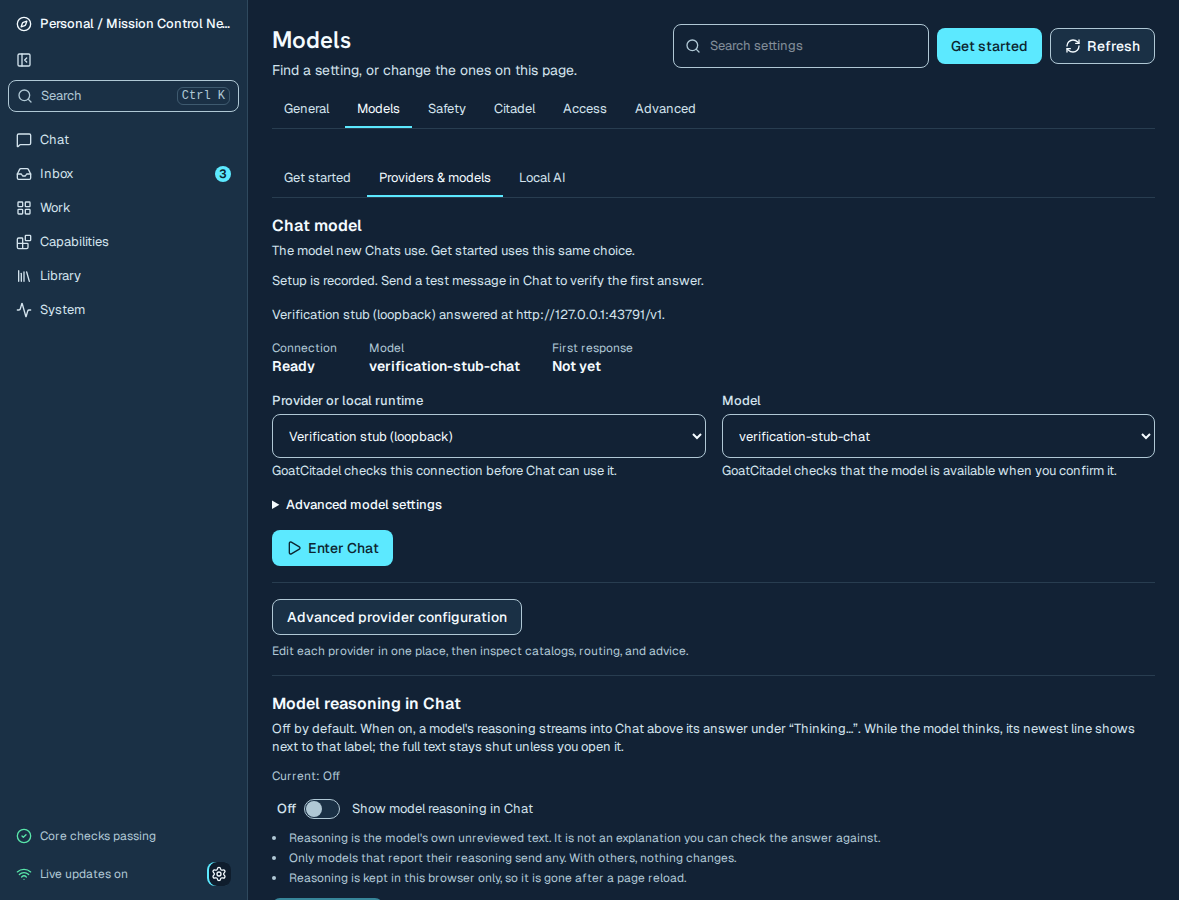 Personal / Mission Control Ne...
Search Ctrl K
Chat
Inbox 3
Work
Capabilities
Library
System
Core checks passing
Live updates on
Models
Find a setting, or change the ones on this page.
Search settings
Get started
Refresh
General Models Safety Citadel Access Advanced
Get started Providers & models Local AI
Chat model
The model new Chats use. Get started uses this same choice.
Setup is recorded. Send a test message in Chat to verify the first answer.
Verification stub (loopback) answered at http://127.0.0.1:43791/v1.
Connection Model First response
Ready verification-stub-chat Not yet
Provider or local runtime Model
Verification stub (loopback) verification-stub-chat
GoatCitadel checks this connection before Chat can use it. GoatCitadel checks that the model is available when you confirm it.
Advanced model settings
Enter Chat
Advanced provider configuration
Edit each provider in one place, then inspect catalogs, routing, and advice.
Model reasoning in Chat
Off by default. When on, a model's reasoning streams into Chat above its answer under “Thinking…”. While the model thinks, its newest line shows
next to that label; the full text stays shut unless you open it.
Current: Off
Off Show model reasoning in Chat
• Reasoning is the model's own unreviewed text. It is not an explanation you can check the answer against.
• Only models that report their reasoning send any. With others, nothing changes.
• Reasoning is kept in this browser only, so it is gone after a page reload.